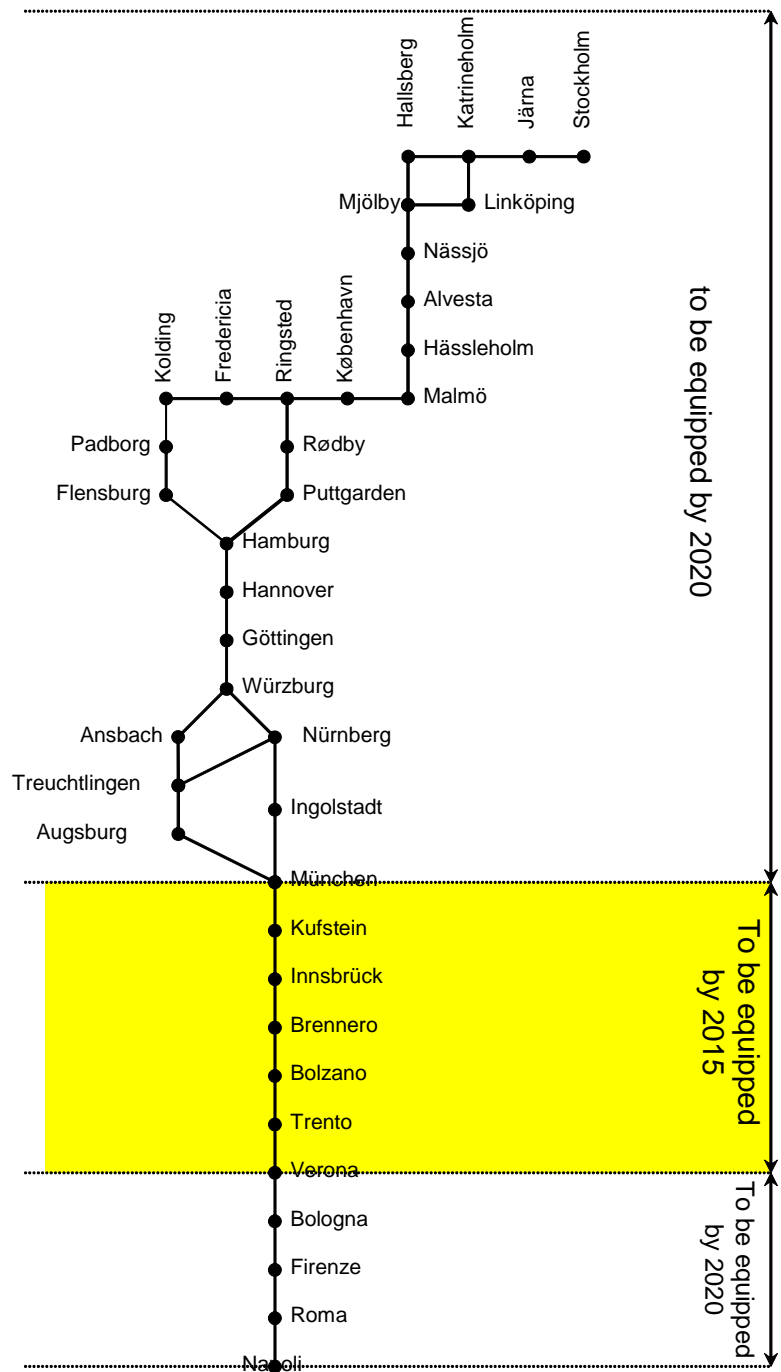 Hallsberg
Katrineholm
Järna
Stockholm
Mjölby
Linköping
Nässjö
Alvesta
Hässleholm
Kolding
Fredericia
Ringsted
København
Malmö
Padborg
Rødby
Flensburg
Puttgarden
Hamburg
Hannover
Göttingen
Würzburg
Ansbach
Nürnberg
Treuchtlingen
Ingolstadt
Augsburg
München
Kufstein
Innsbrück
Brennero
Bolzano
Trento
Verona
Bologna
Firenze
Roma
Napoli
to be equipped by 2020
To be equipped
by 2015
To be equipped
by 2020